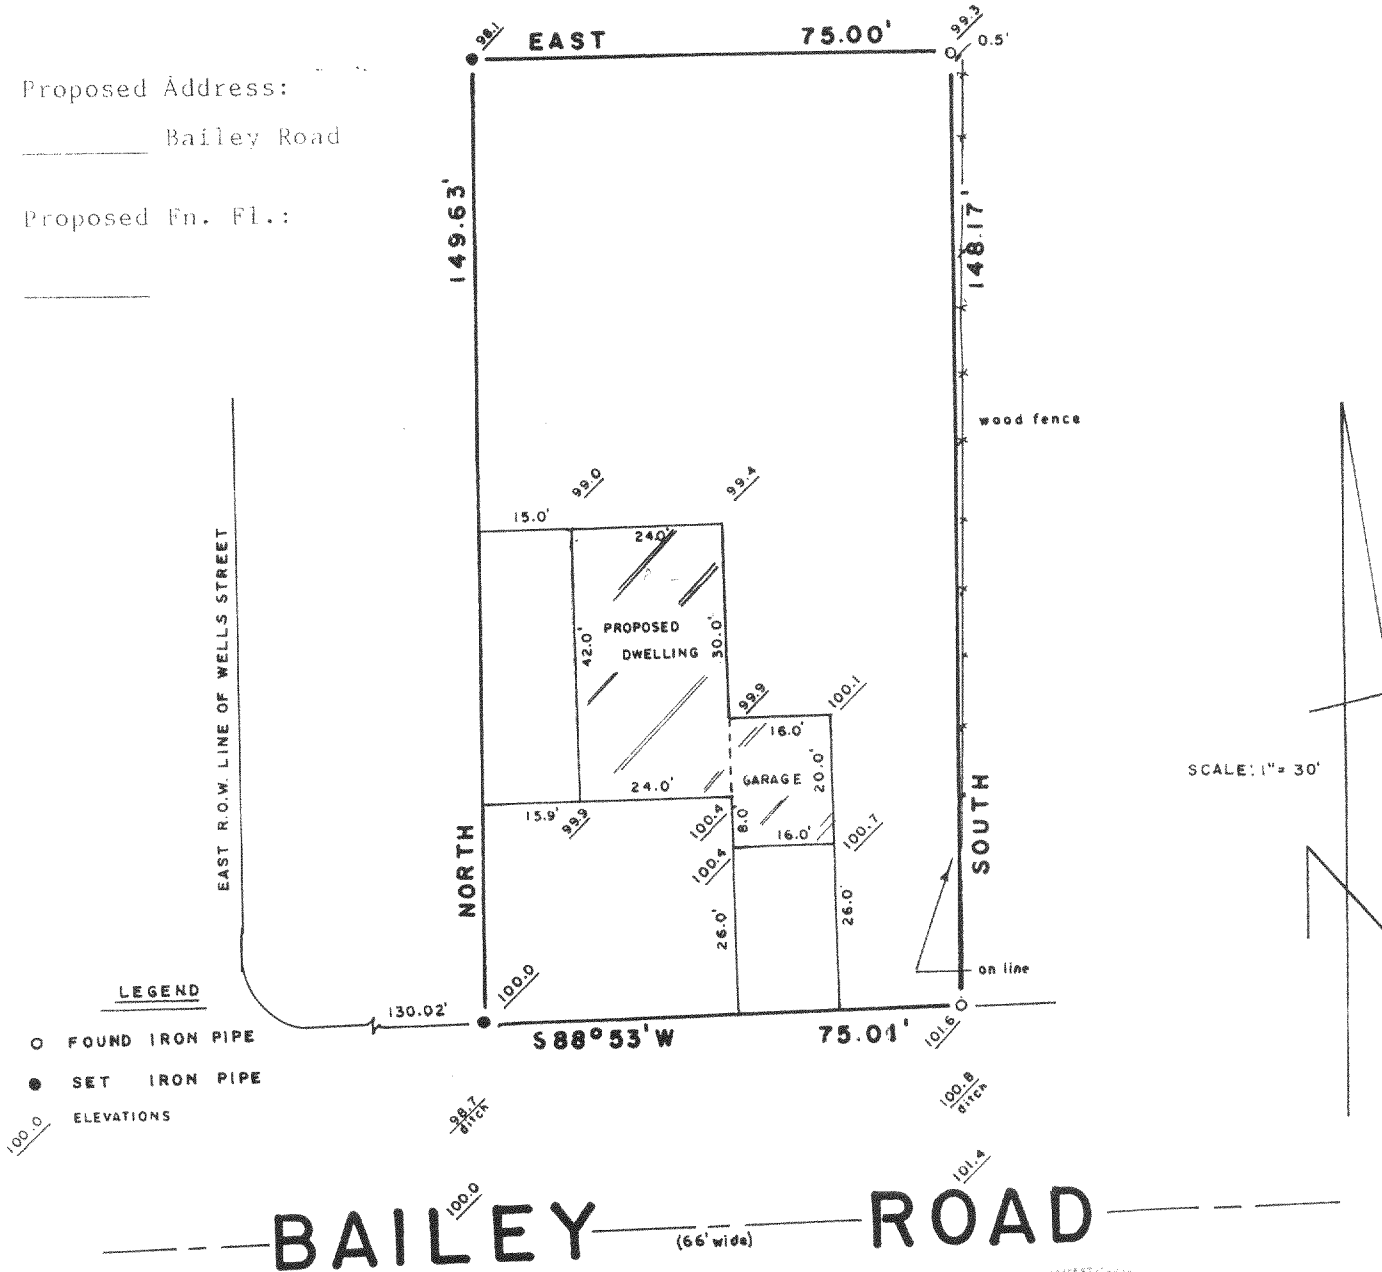 98.1
EAST 75.00'
99.3
0.5'
Proposed Address:
Bailey Road
Proposed Fn. Fl.:
149.63'
148.17'
wood fence
99.0
99.4
15.0'
24.0'
EAST R.O.W. LINE OF WELLS STREET
PROPOSED
DWELLING
42.0'
30.0'
99.9
100.1
16.0'
GARAGE
20.0'
SCALE: 1" = 30'
24.0'
15.9'
99.9
100.4
8.0'
16.0'
100.7
100.4
NORTH
SOUTH
26.0'
26.0'
on line
100.0
LEGEND
130.02'
S 88° 53' W 75.01'
101.6
FOUND IRON PIPE
SET IRON PIPE
100.0 ELEVATIONS
98.7
ditch
100.8
ditch
100.0
101.4
BAILEY (66' wide) ROAD